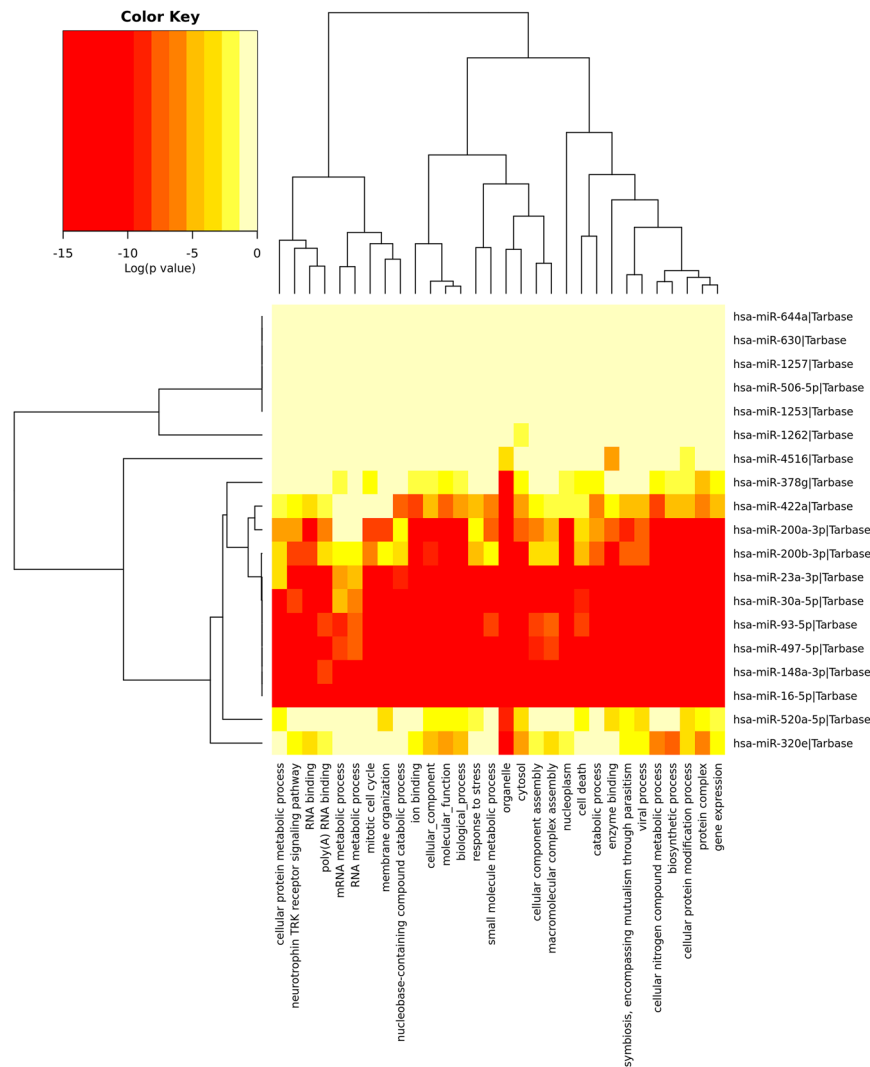 Color Key
-15 -10 -5 0
Log(p value)
hsa-miR-644a|Tarbase
hsa-miR-630|Tarbase
hsa-miR-1257|Tarbase
hsa-miR-506-5p|Tarbase
hsa-miR-1253|Tarbase
hsa-miR-1262|Tarbase
hsa-miR-4516|Tarbase
hsa-miR-378g|Tarbase
hsa-miR-422a|Tarbase
hsa-miR-200a-3p|Tarbase
hsa-miR-200b-3p|Tarbase
hsa-miR-23a-3p|Tarbase
hsa-miR-30a-5p|Tarbase
hsa-miR-93-5p|Tarbase
hsa-miR-497-5p|Tarbase
hsa-miR-148a-3p|Tarbase
hsa-miR-16-5p|Tarbase
hsa-miR-520a-5p|Tarbase
hsa-miR-320e|Tarbase
cellular protein metabolic process
neurotrophin TRK receptor signaling pathway
RNA binding
poly(A) RNA binding
mRNA metabolic process
RNA metabolic process
mitotic cell cycle
membrane organization
nucleobase-containing compound catabolic process
ion binding
cellular_component
molecular_function
biological_process
response to stress
small molecule metabolic process
organelle
cytosol
cellular component assembly
macromolecular complex assembly
nucleoplasm
cell death
catabolic process
enzyme binding
symbiosis, encompassing mutualism through parasitism
viral process
cellular nitrogen compound metabolic process
biosynthetic process
cellular protein modification process
protein complex
gene expression